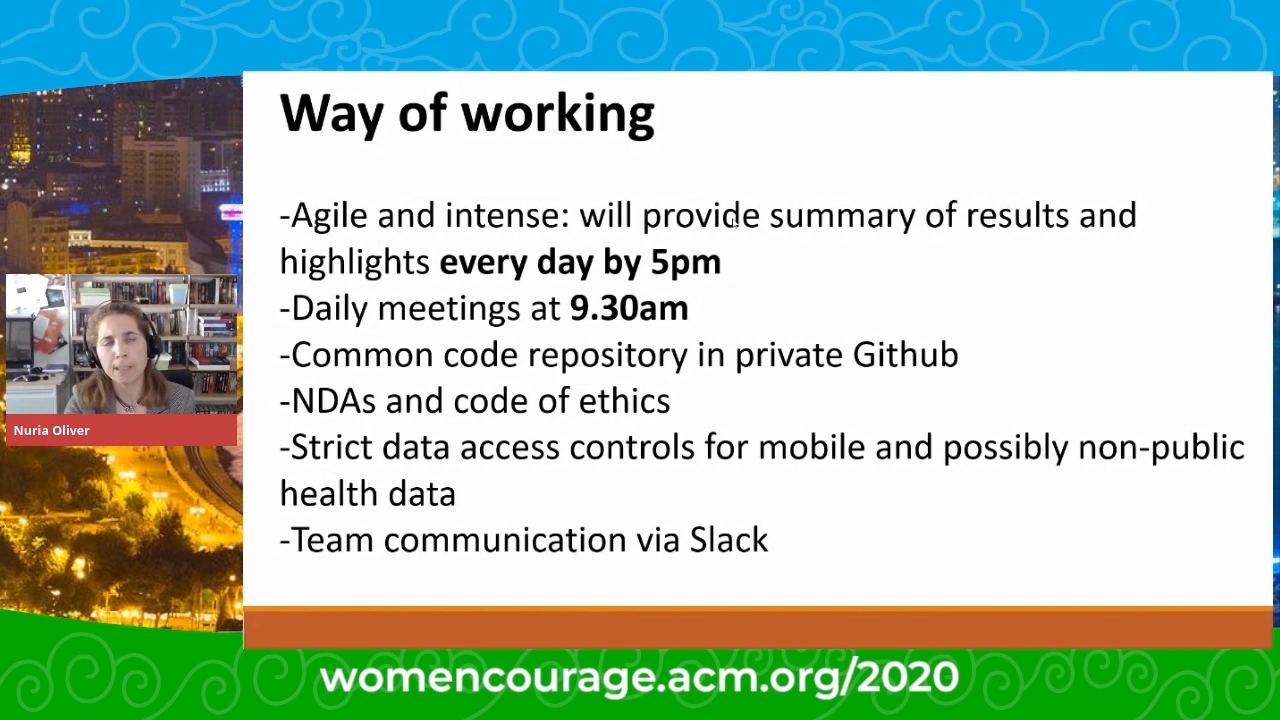 Way of working
-Agile and intense: will provide summary of results and
highlights every day by 5pm
-Daily meetings at 9.30am
-Common code repository in private Github
-NDAs and code of ethics
-Strict data access controls for mobile and possibly non-public
health data
-Team communication via Slack
Nuria Oliver
womencourage.acm.org/2020